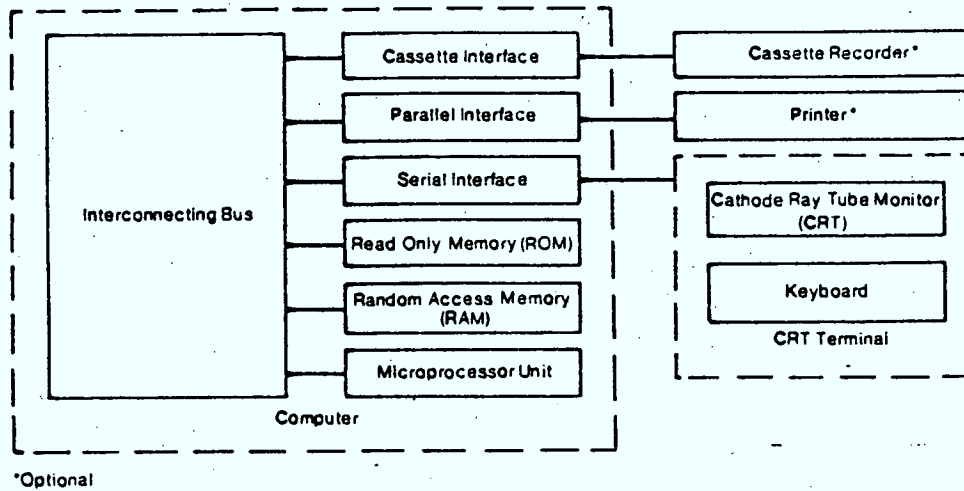 Cassette Interface
Cassette Recorder*
Parallel Interface
Printer*
Serial Interface
Interconnecting Bus
Cathode Ray Tube Monitor
(CRT)
Read Only Memory (ROM)
Keyboard
Random Access Memory
(RAM)
CRT Terminal
Microprocessor Unit
Computer
*Optional